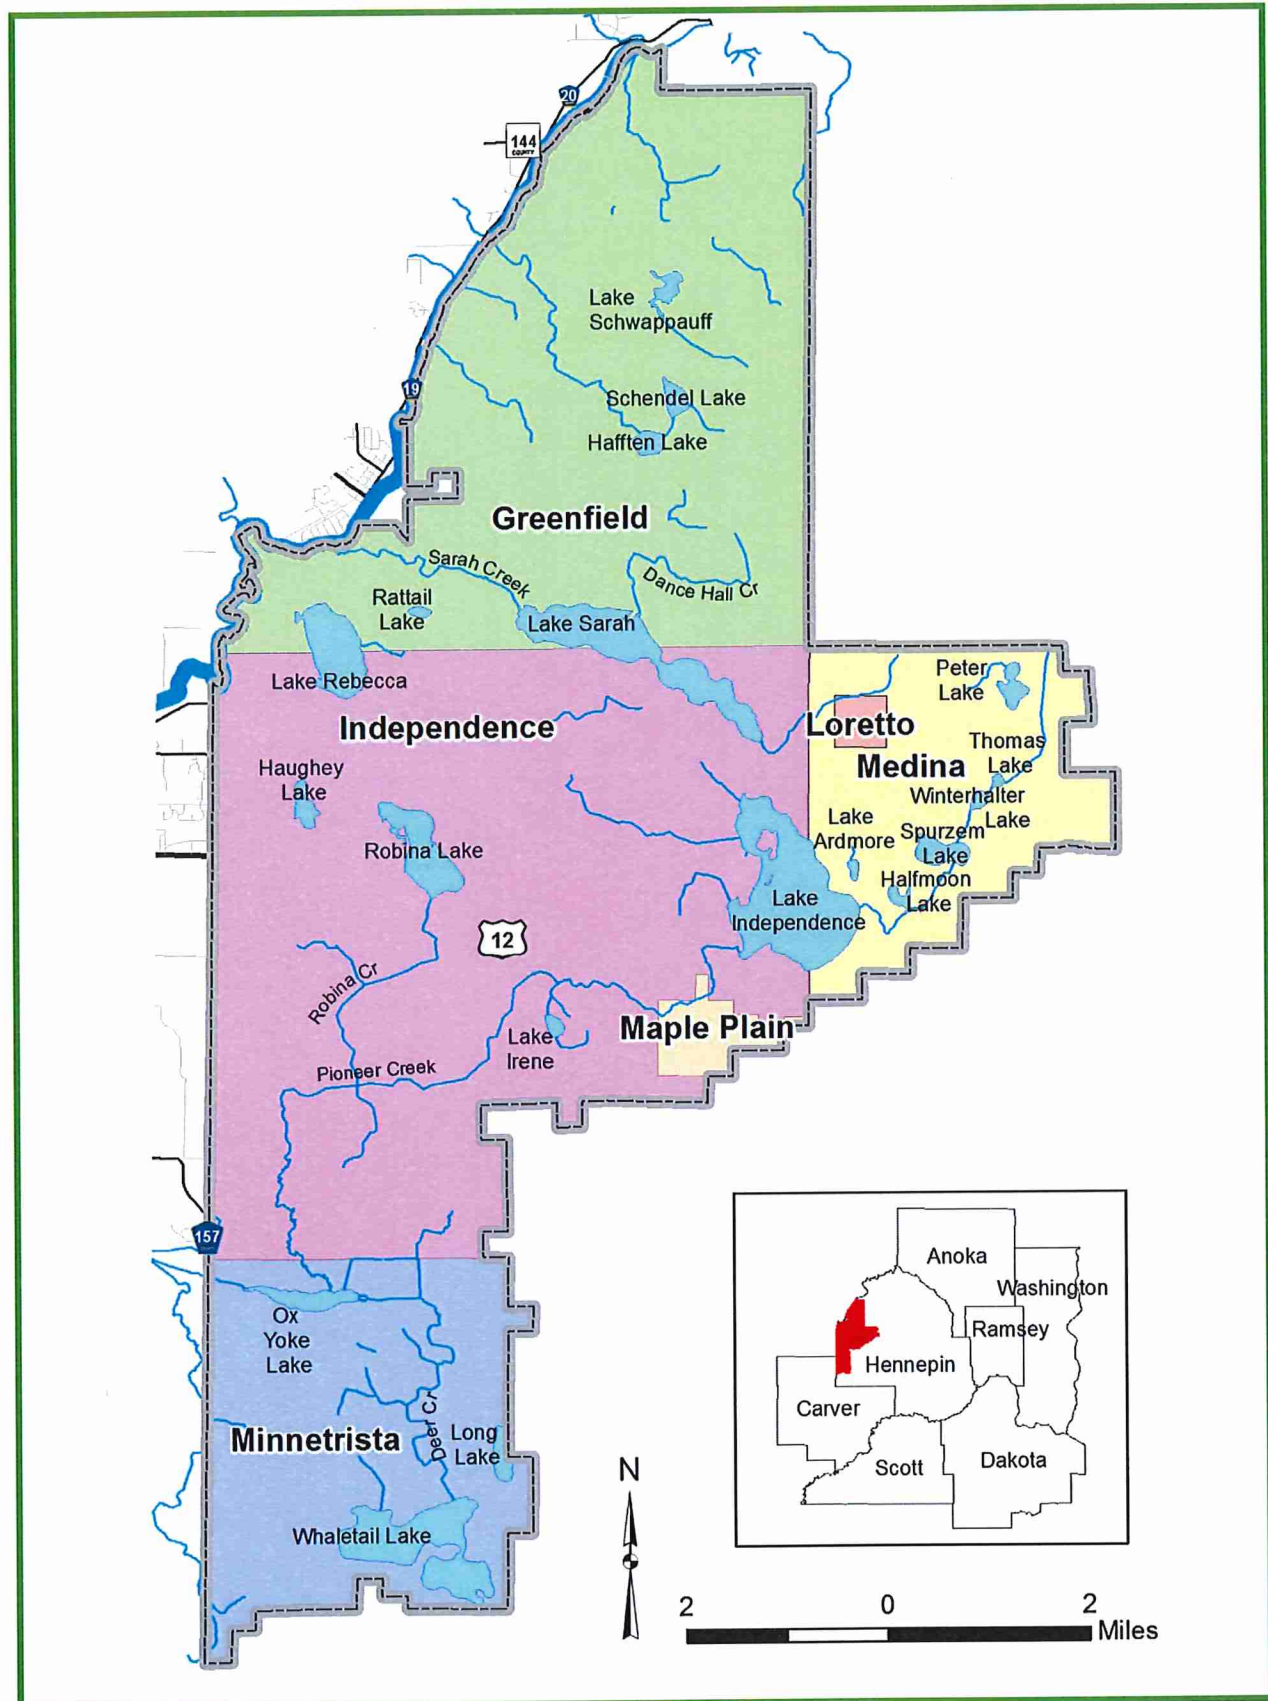 20
144
COUNTY
Lake
Schwappauff
19
Schendel Lake
Hafften Lake
Greenfield
Sarah Creek
Dance Hall Cr
Rattail
Lake
Lake Sarah
Lake Rebecca
Peter
Lake
Independence
Loretto
Thomas
Lake
Medina
Haughey
Lake
Winterhalter
Lake
Lake
Ardmore
Spurzem
Lake
Robina Lake
Halfmoon
Lake
Lake
Independence
12
Robina Cr
Maple Plain
Lake
Irene
Pioneer Creek
157
Ox
Yoke
Lake
Minnetrista
Deer Cr
Long
Lake
Whaletail Lake
Anoka
Washington
Ramsey
Hennepin
Carver
Scott
Dakota
N
2 0 2
Miles